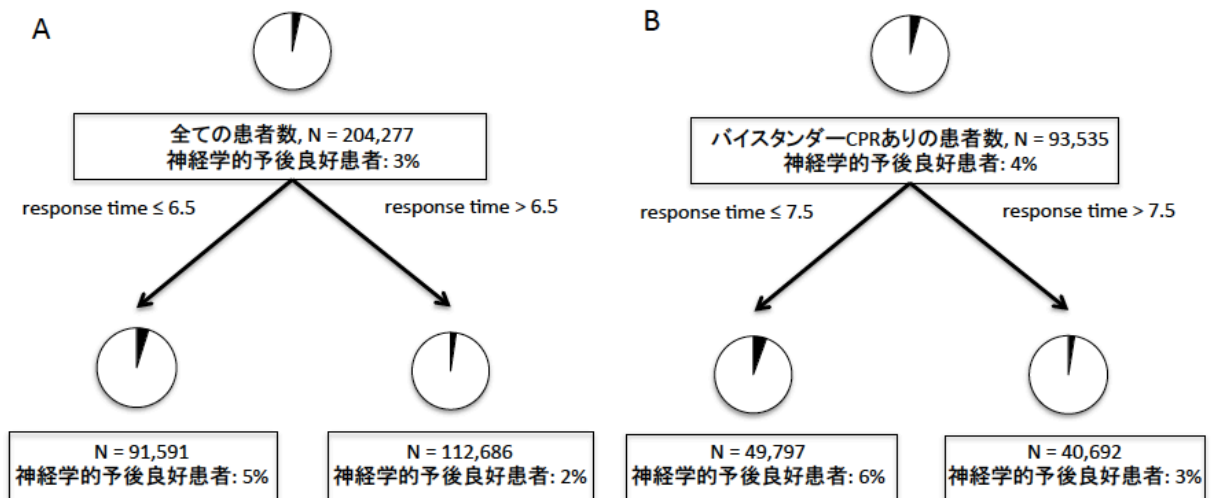 A
全ての患者数, N = 204,277
神経学的予後良好患者: 3%
response time ≤ 6.5
response time > 6.5
N = 91,591
神経学的予後良好患者: 5%
N = 112,686
神経学的予後良好患者: 2%
B
バイスタンダーCPRありの患者数, N = 93,535
神経学的予後良好患者: 4%
response time ≤ 7.5
response time > 7.5
N = 49,797
神経学的予後良好患者: 6%
N = 40,692
神経学的予後良好患者: 3%